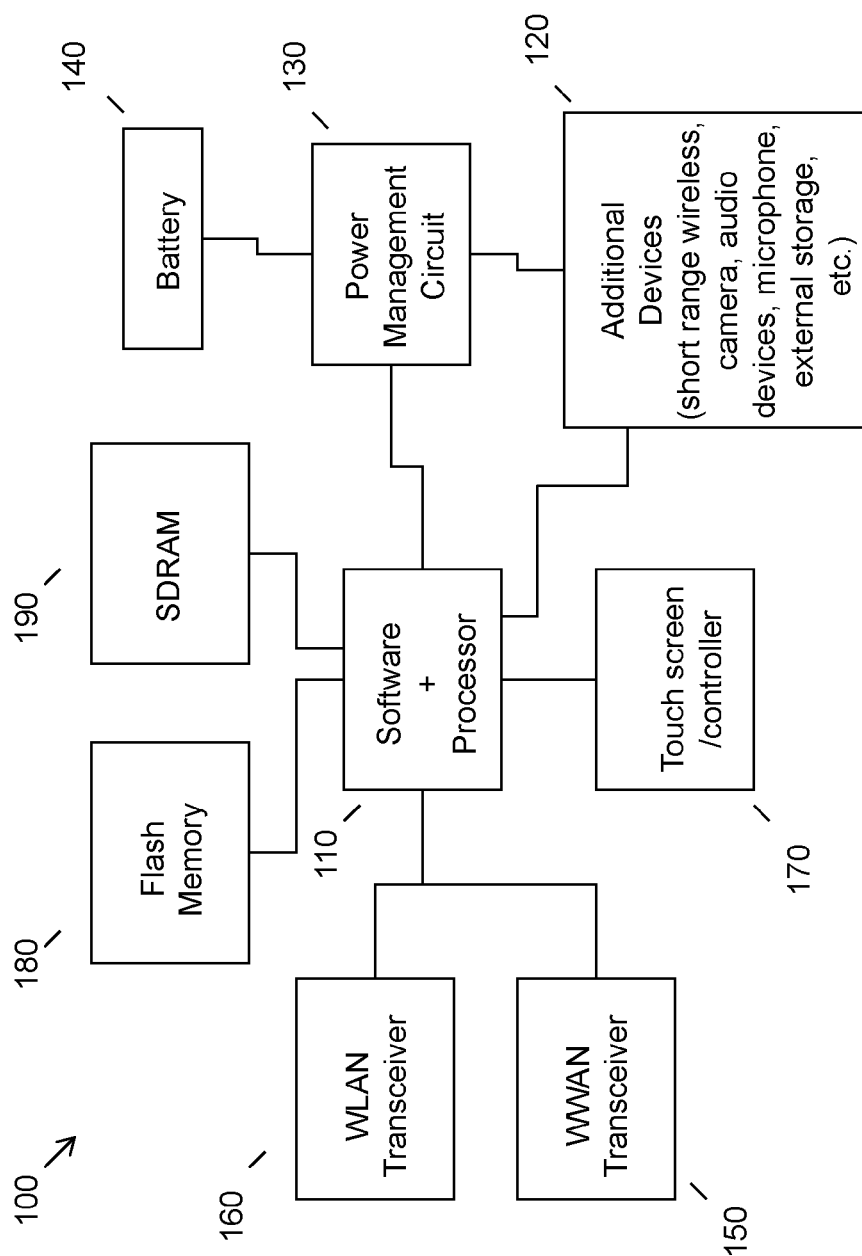 100
160
WLAN
Transceiver
WWAN
Transceiver
150
180
Flash
Memory
190
SDRAM
110
Software
+
Processor
Touch screen
/controller
170
140
Battery
130
Power
Management
Circuit
120
Additional
Devices
(short range wireless,
camera, audio
devices, microphone,
external storage,
etc.)